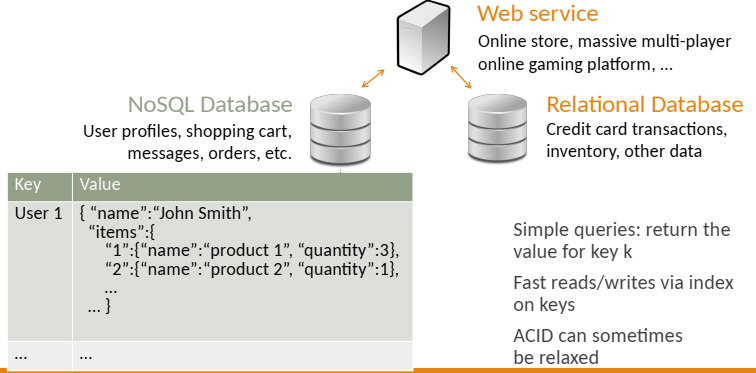 Web service
Online store, massive multi-player
online gaming platform, ...
NoSQL Database
User profiles, shopping cart,
messages, orders, etc.
Relational Database
Credit card transactions,
inventory, other data
Key Value
User 1 { “name”:“John Smith”,
“items”:{
“1”:{“name”:“product 1”, “quantity”:3},
“2”:{“name”:“product 2”, “quantity”:1},
...
... }
... ...
Simple queries: return the
value for key k
Fast reads/writes via index
on keys
ACID can sometimes
be relaxed